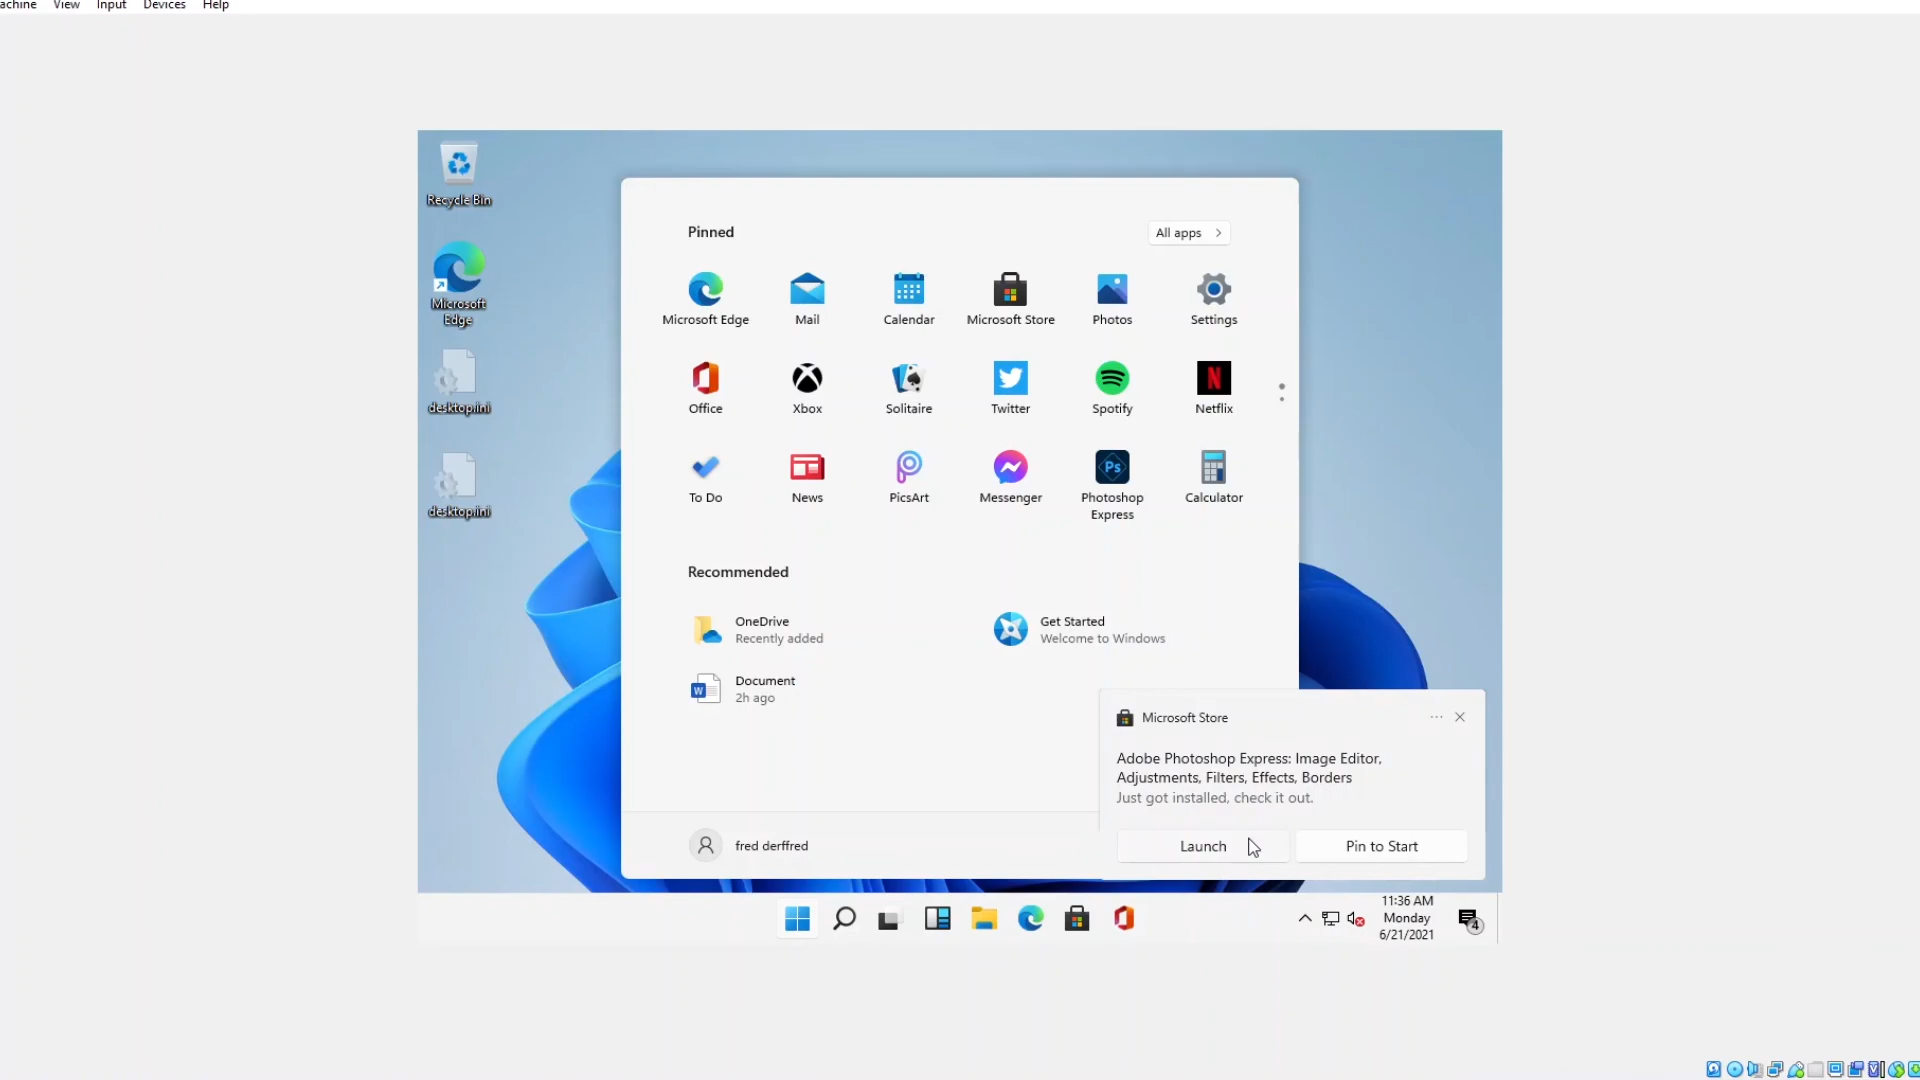 achine View Input Devices Help
Recycle Bin
Microsoft
Edge
desktop.ini
desktop.ini
Pinned
All apps
Microsoft Edge
Mail
Calendar
Microsoft Store
Photos
Settings
Office
Xbox
Solitaire
Twitter
Spotify
Netflix
To Do
News
PicsArt
Messenger
Photoshop
Express
Calculator
Recommended
OneDrive
Recently added
Get Started
Welcome to Windows
Document
2h ago
Microsoft Store
Adobe Photoshop Express: Image Editor,
Adjustments, Filters, Effects, Borders
Just got installed, check it out.
Launch
Pin to Start
fred derffred
11:36 AM
Monday
6/21/2021
4